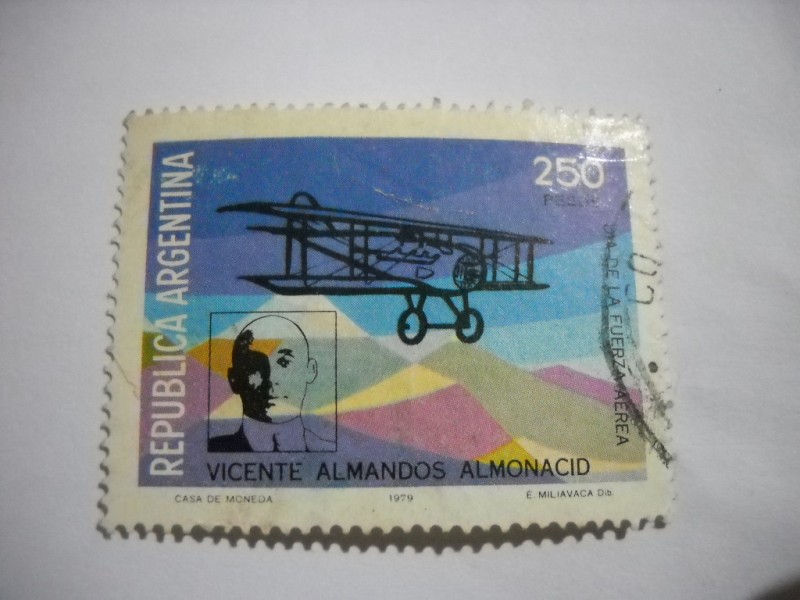 250
PESOS
REPUBLICA ARGENTINA
DIA DE LA FUERZA AEREA
VICENTE ALMANDOS ALMONACID
CASA DE MONEDA 1979 E. MILIAVACA Dib.